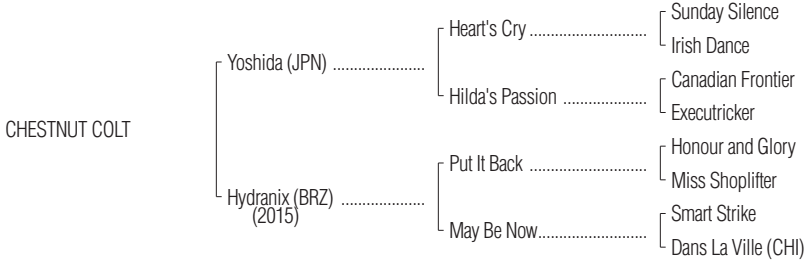 Sunday Silence
Heart's Cry ..........................
Irish Dance
Yoshida (JPN) .....................
Canadian Frontier
Hilda's Passion ...................
Executricker
CHESTNUT COLT
Honour and Glory
Put It Back ..........................
Miss Shoplifter
Hydranix (BRZ) ...................
(2015)
Smart Strike
May Be Now........................
Dans La Ville (CHI)